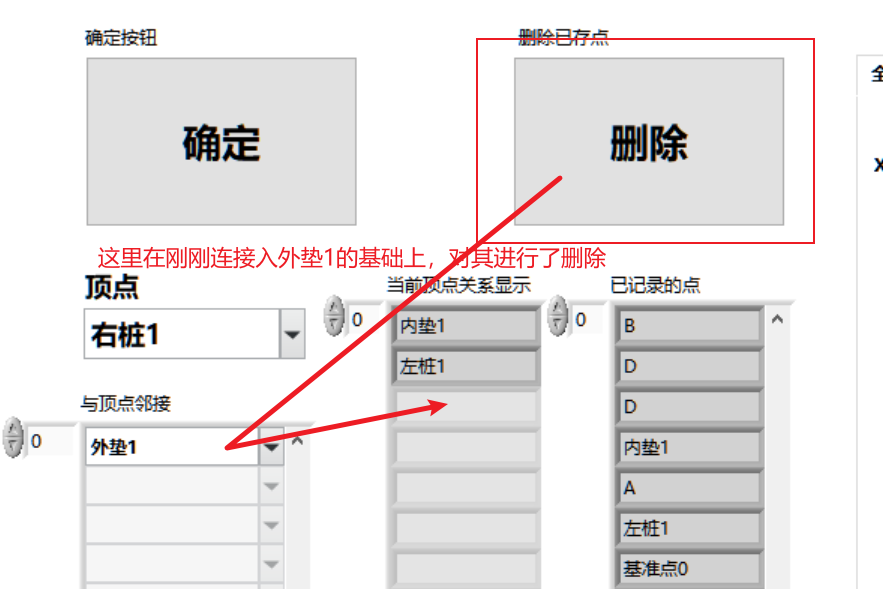 确定按钮
删除已存点
全
确定
删除
X
这里在刚刚连接入外垫1的基础上，对其进行了删除
顶点
当前顶点关系显示
已记录的点
右桩1
0
内垫1
0
B
左桩1
D
与顶点邻接
D
0
外垫1
内垫1
A
左桩1
基准点0